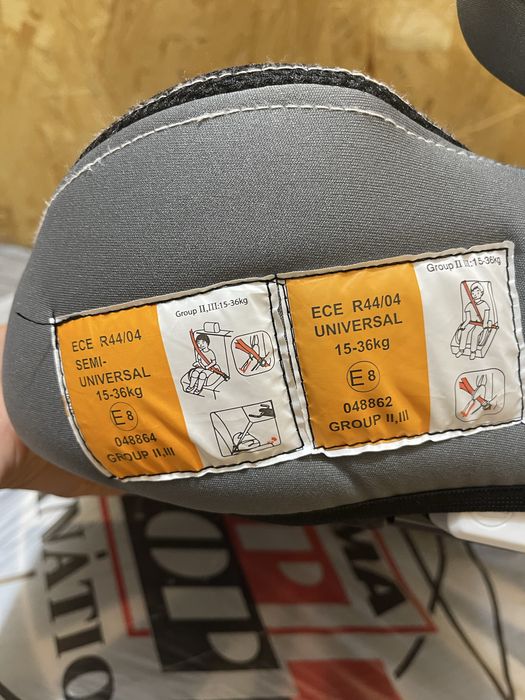 Group II,III:15-36kg
ECE R44/04
SEMI-
UNIVERSAL
15-36kg
E8
048864
GROUP II,III
Group II III:15-36kg
ECE R44/04
UNIVERSAL
15-36kg
E8
048862
GROUP II,III